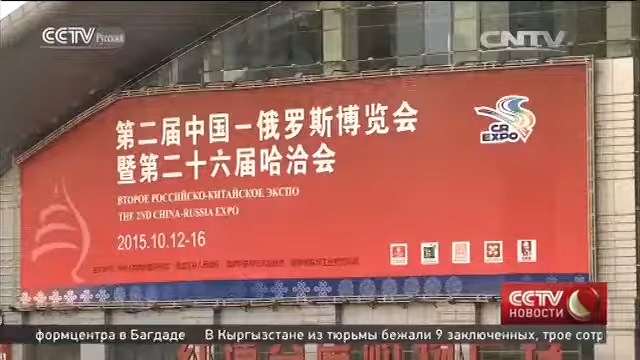 CCTV Русский
CNTV
第二届中国－俄罗斯博览会
暨第二十六届哈洽会
ВТОРОЕ РОССИЙСКО-КИТАЙСКОЕ ЭКСПО
THE 2ND CHINA-RUSSIA EXPO
2015.10.12-16
CR
EXPO
CCTV
НОВОСТИ
формцентра в Багдаде В Кыргызстане из тюрьмы бежали 9 заключенных, трое сотр